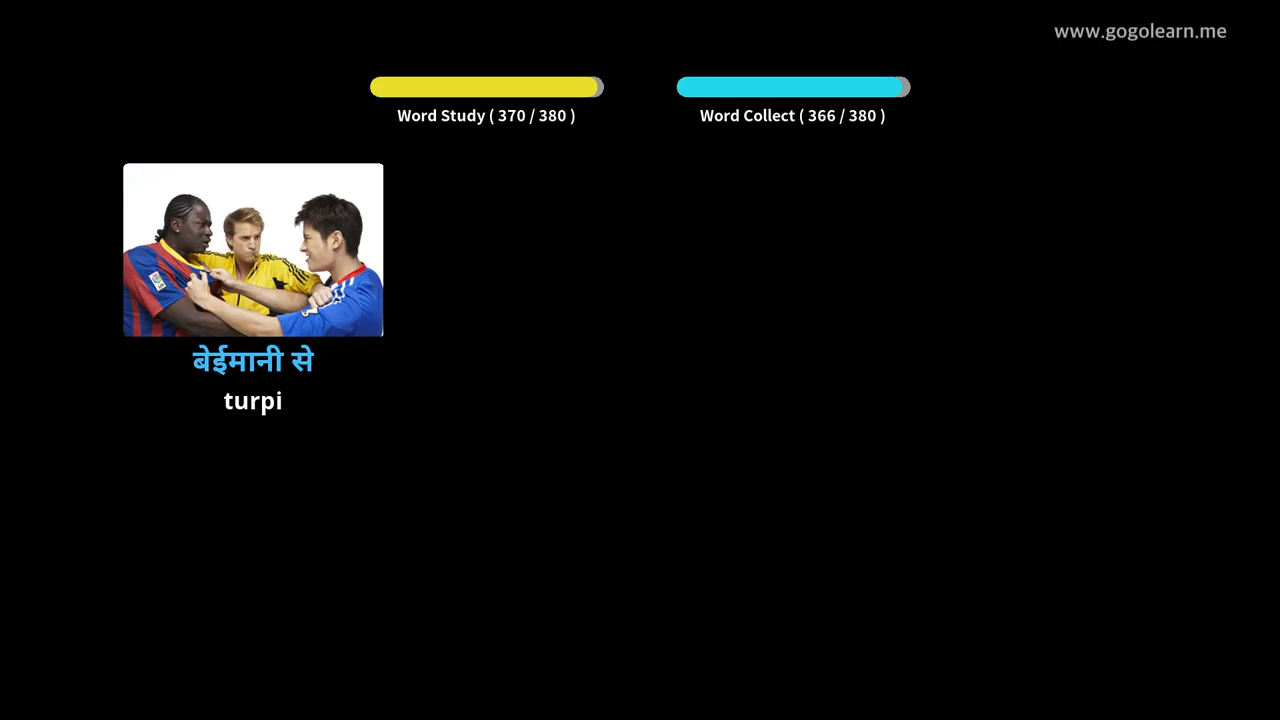 www.gogolearn.me
Word Study ( 370 / 380 )
Word Collect ( 366 / 380 )
बेईमानी से
turpi